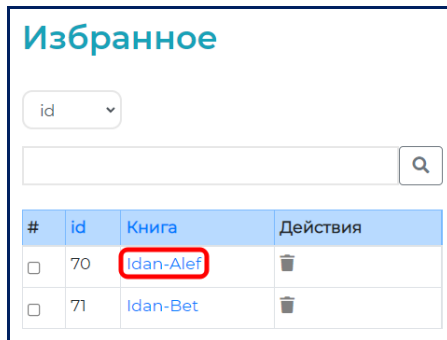 Избранное
id
# id Книга Действия
70 Idan-Alef
71 Idan-Bet